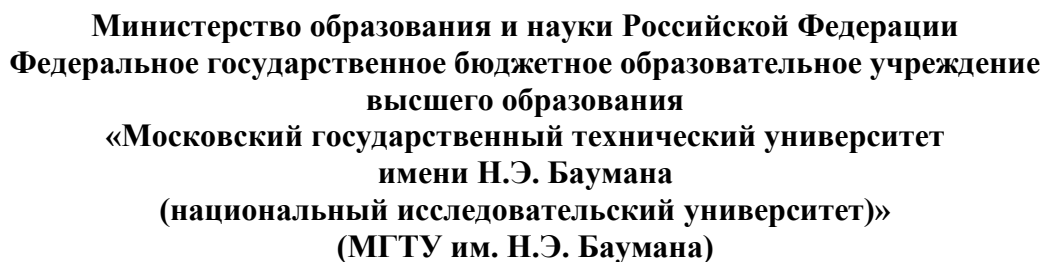 Министерство образования и науки Российской Федерации
Федеральное государственное бюджетное образовательное учреждение
высшего образования
«Московский государственный технический университет
имени Н.Э. Баумана
(национальный исследовательский университет)»
(МГТУ им. Н.Э. Баумана)